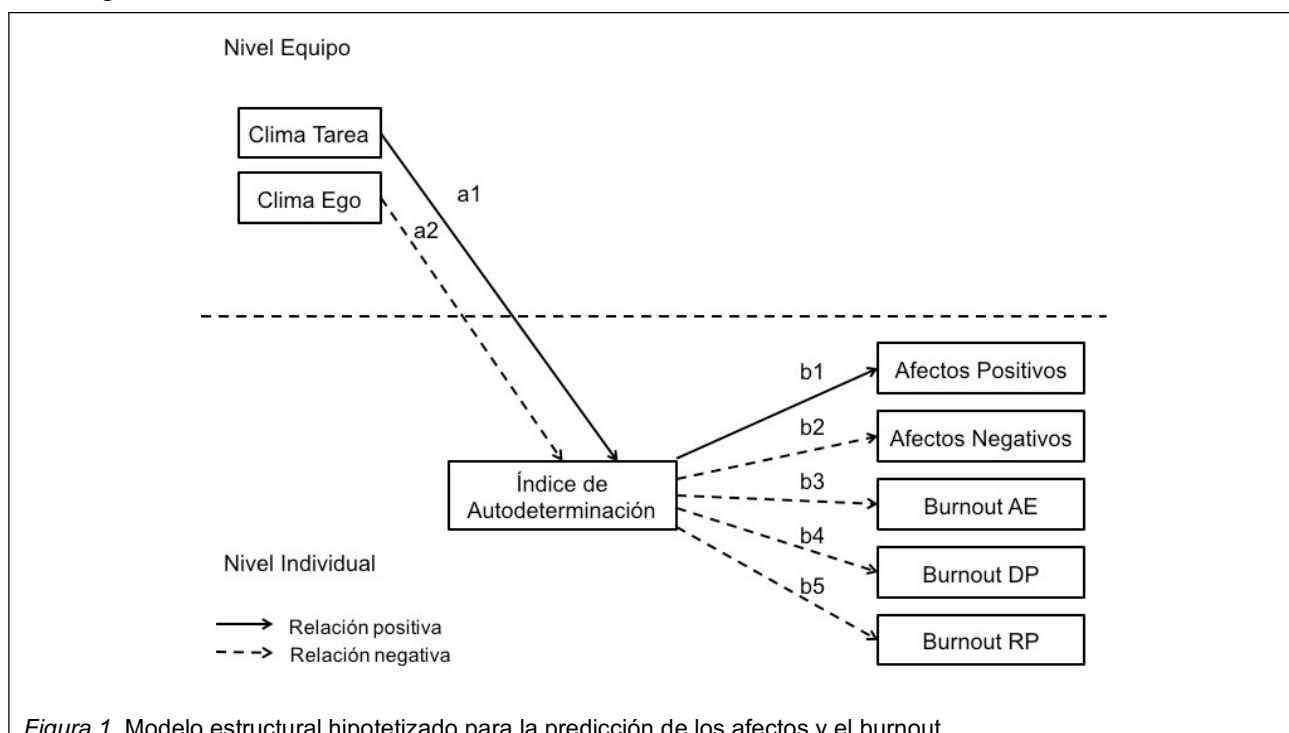 Nivel Equipo
Clima Tarea
Clima Ego
a1
a2
b1
b2
b3
b4
b5
Afectos Positivos
Afectos Negativos
Burnout AE
Burnout DP
Burnout RP
Índice de
Autodeterminación
Nivel Individual
Relación positiva
Relación negativa
Figura 1. Modelo estructural hipotetizado para la predicción de los afectos y el burnout